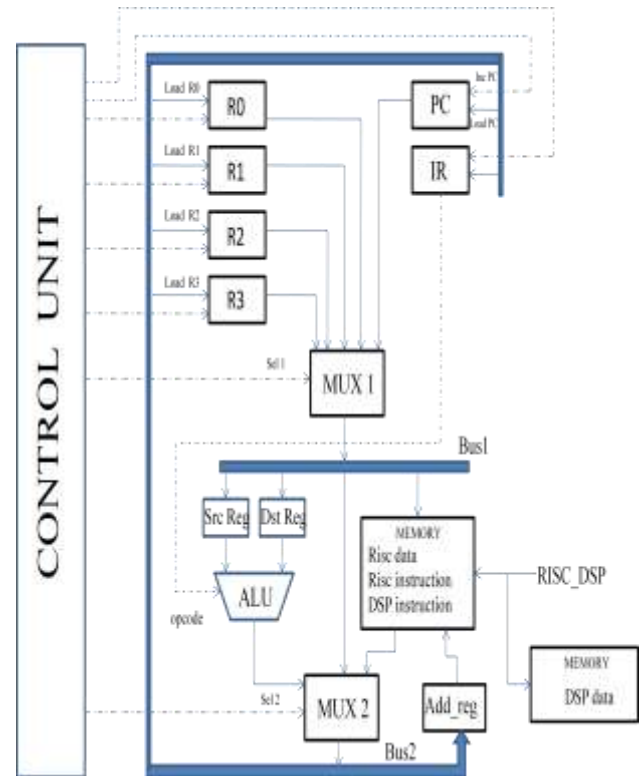 CONTROL UNIT
Load R0
R0
Load R1
R1
Load R2
R2
Load R3
R3
PC
Inc PC
Load PC
IR
Sel 1
MUX 1
Bus1
Src Reg
Dst Reg
ALU
opcode
MEMORY
Risc data
Risc instruction
DSP instruction
RISC_DSP
MEMORY
DSP data
Sel 2
MUX 2
Add_reg
Bus2